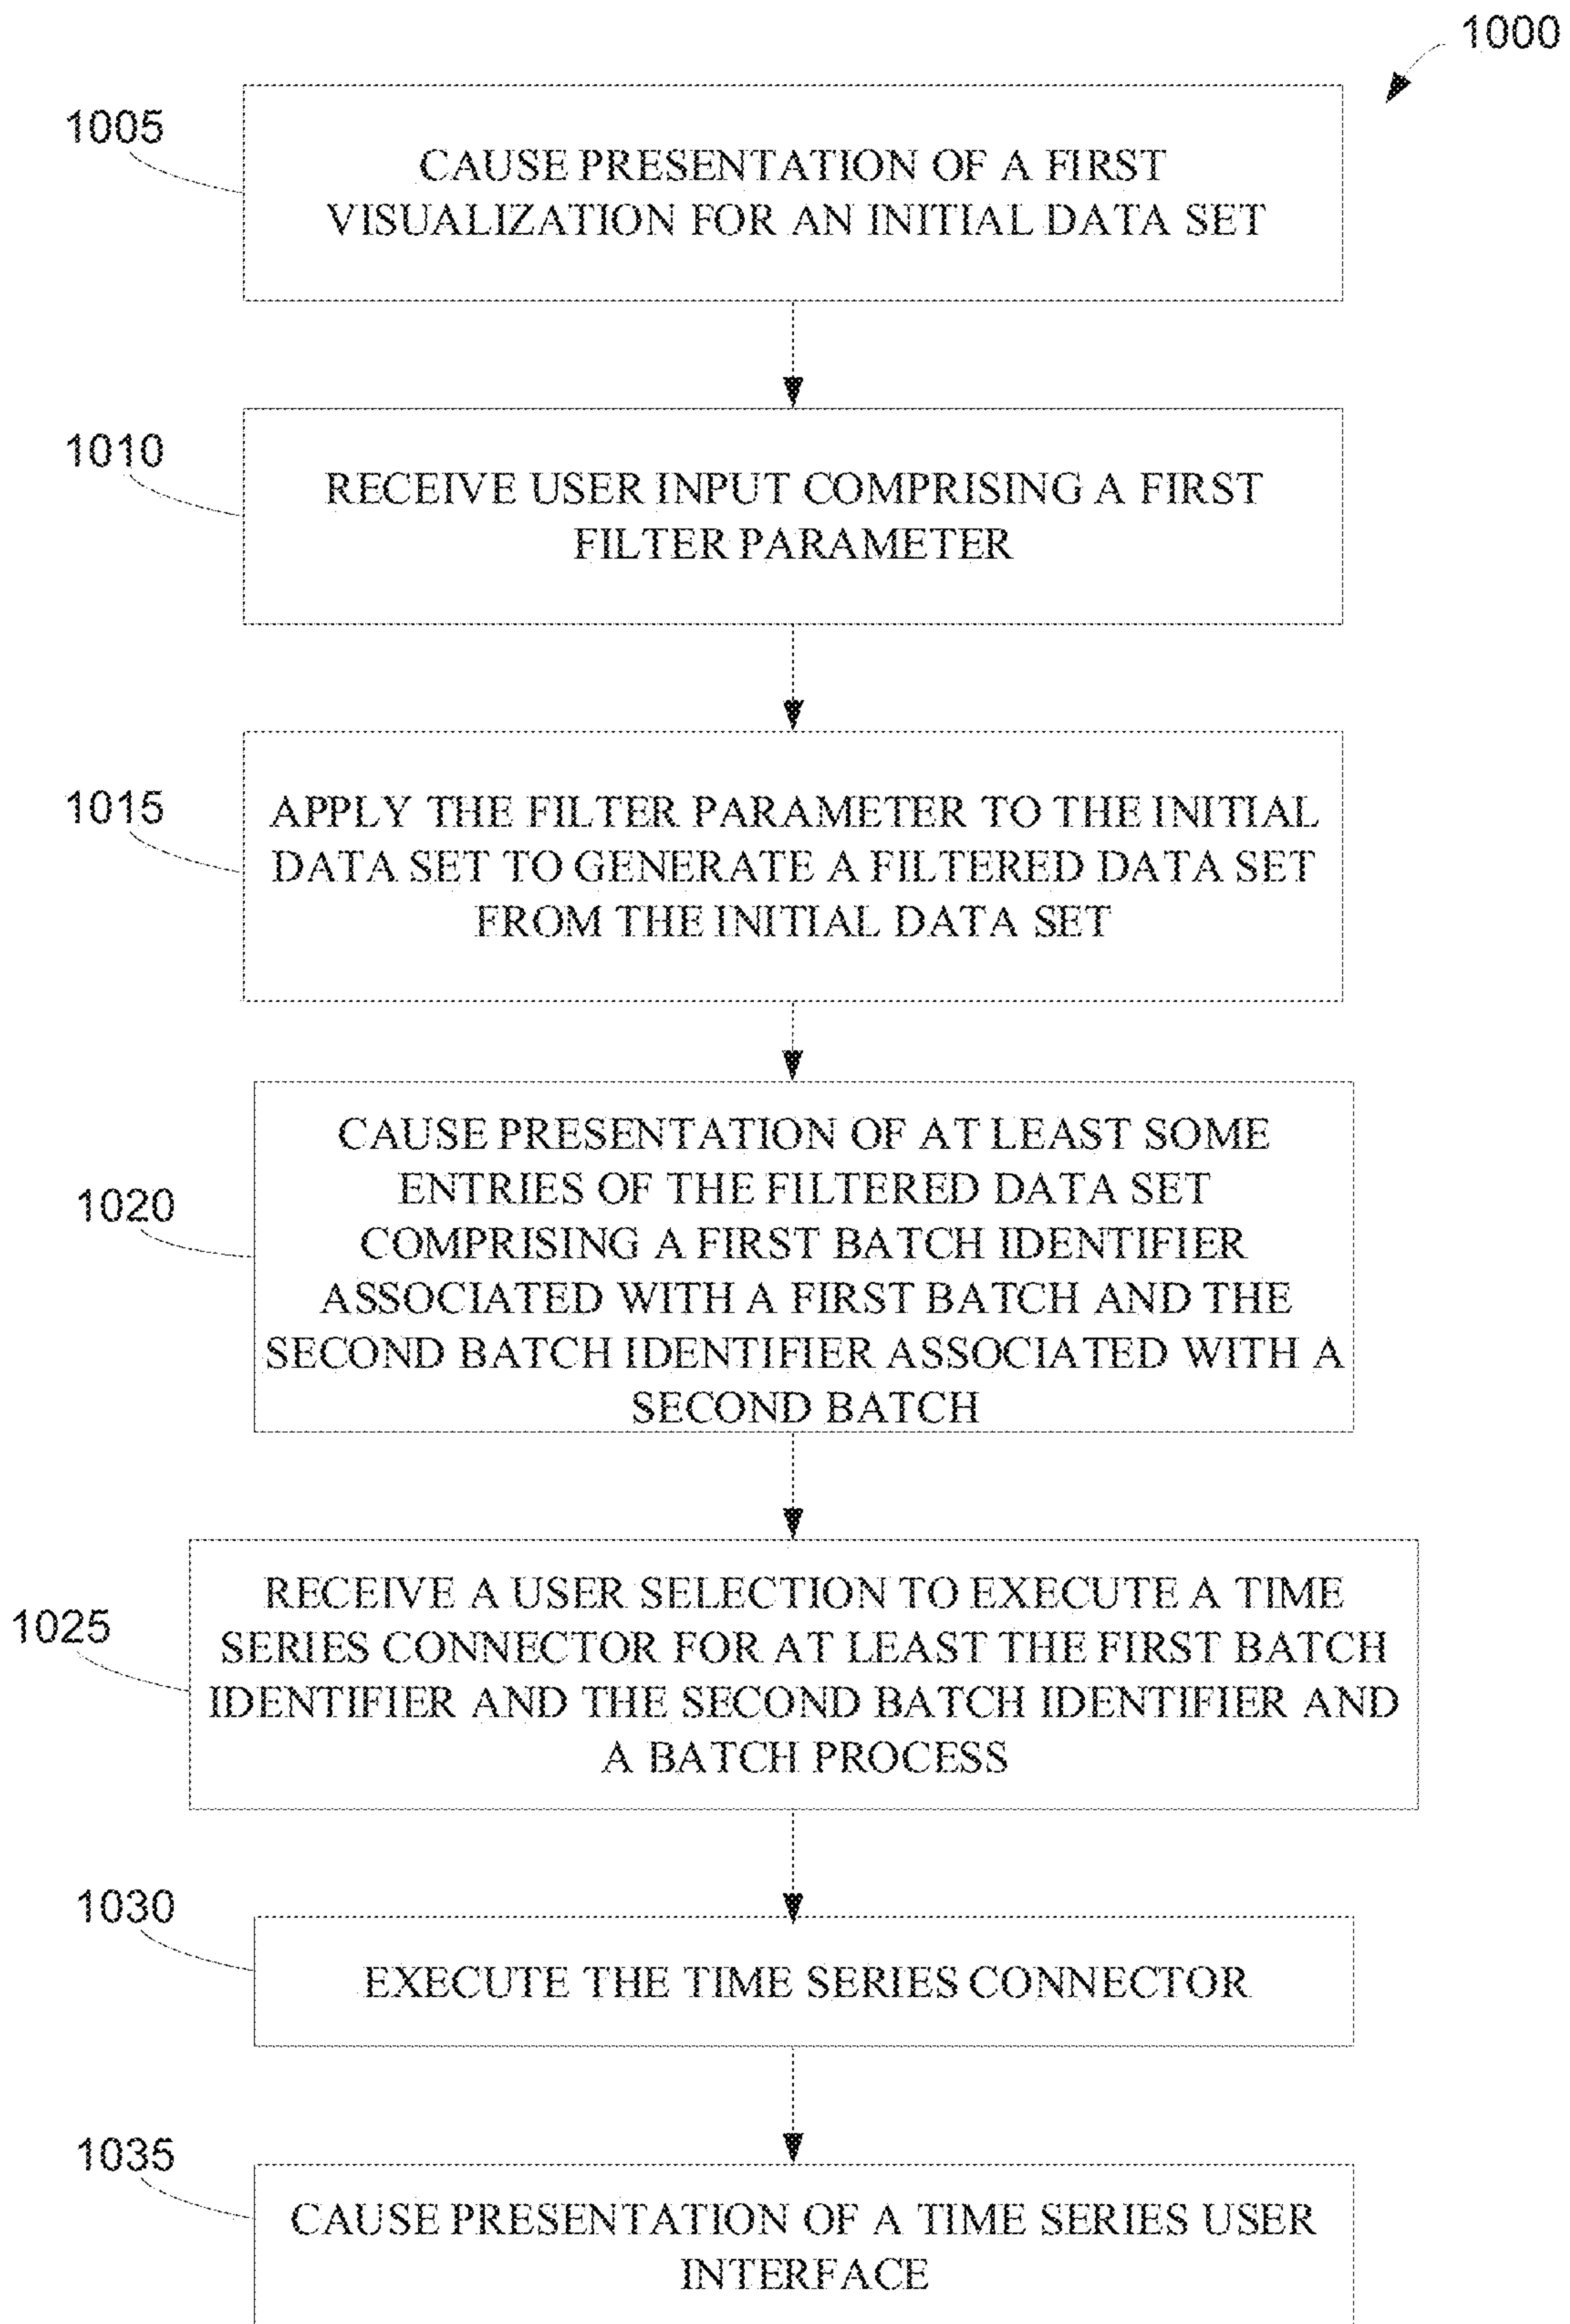 1000
1005
CAUSE PRESENTATION OF A FIRST
VISUALIZATION FOR AN INITIAL DATA SET
1010
RECEIVE USER INPUT COMPRISING A FIRST
FILTER PARAMETER
1015
APPLY THE FILTER PARAMETER TO THE INITIAL
DATA SET TO GENERATE A FILTERED DATA SET
FROM THE INITIAL DATA SET
1020
CAUSE PRESENTATION OF AT LEAST SOME
ENTRIES OF THE FILTERED DATA SET
COMPRISING A FIRST BATCH IDENTIFIER
ASSOCIATED WITH A FIRST BATCH AND THE
SECOND BATCH IDENTIFIER ASSOCIATED WITH A
SECOND BATCH
1025
RECEIVE A USER SELECTION TO EXECUTE A TIME
SERIES CONNECTOR FOR AT LEAST THE FIRST BATCH
IDENTIFIER AND THE SECOND BATCH IDENTIFIER AND
A BATCH PROCESS
1030
EXECUTE THE TIME SERIES CONNECTOR
1035
CAUSE PRESENTATION OF A TIME SERIES USER
INTERFACE